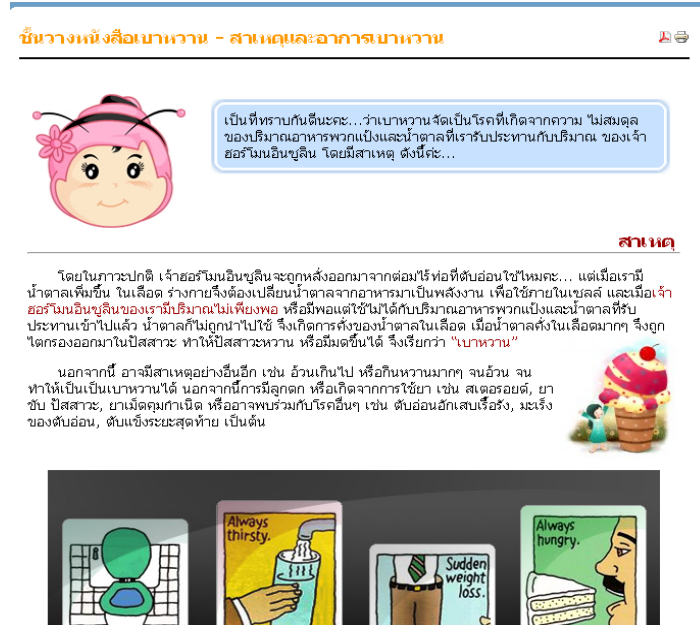 ชั้นวางหนังสือเบาหวาน - สาเหตุและอาการเบาหวาน
เป็นที่ทราบกันดีนะคะ...ว่าเบาหวานจัดเป็นโรคที่เกิดจากความ ไม่สมดุล
ของปริมาณอาหารพวกแป้งและน้ำตาลที่เรารับประทานกับปริมาณ ของเจ้า
ฮอร์โมนอินซูลิน โดยมีสาเหตุ ดังนี้ค่ะ...
สาเหตุ
โดยในภาวะปกติ เจ้าฮอร์โมนอินซูลินจะถูกหลั่งออกมาจากต่อมไร้ท่อที่ตับอ่อนใช่ไหมคะ... แต่เมื่อเรามี
น้ำตาลเพิ่มขึ้น ในเลือด ร่างกายจึงต้องเปลี่ยนน้ำตาลจากอาหารมาเป็นพลังงาน เพื่อใช้ภายในเซลล์ และเมื่อเจ้า
ฮอร์โมนอินซูลินของเรามีปริมาณไม่เพียงพอ หรือมีพอแต่ใช้ไม่ได้กับปริมาณอาหารพวกแป้งและน้ำตาลที่รับ
ประทานเข้าไปแล้ว น้ำตาลก็ไม่ถูกนำไปใช้ จึงเกิดการคั่งของน้ำตาลในเลือด เมื่อน้ำตาลคั่งในเลือดมากๆ จึงถูก
ไตกรองออกมาในปัสสาวะ ทำให้ปัสสาวะหวาน หรือมีมดขึ้นได้ จึงเรียกว่า "เบาหวาน"
นอกจากนี้ อาจมีสาเหตุอย่างอื่นอีก เช่น อ้วนเกินไป หรือกินหวานมากๆ จนอ้วน จน
ทำให้เป็นเป็นเบาหวานได้ นอกจากนี้การมีลูกดก หรือเกิดจากการใช้ยา เช่น สเตอรอยด์, ยา
ขับ ปัสสาวะ, ยาเม็ดคุมกำเนิด หรืออาจพบร่วมกับโรคอื่นๆ เช่น ตับอ่อนอักเสบเรื้อรัง, มะเร็ง
ของตับอ่อน, ตับแข็งระยะสุดท้าย เป็นต้น
Always
thirsty.
Sudden
weight
loss.
Always
hungry.